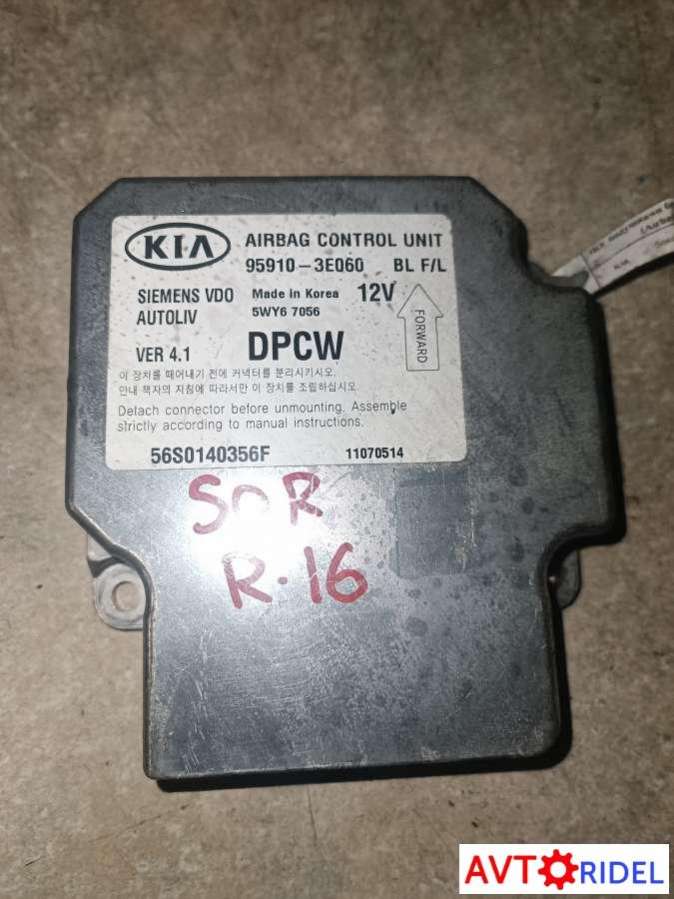 KIA AIRBAG CONTROL UNIT
95910-3E060 BL F/L
SIEMENS VDO Made in Korea 12V
AUTOLIV 5WY6 7056
FORWARD
VER 4.1 DPCW
이 장치를 떼어내기 전에 커넥터를 분리시키시오.
안내 책자의 지침에 따라서만 이 장치를 조립하십시오
Detach connector before unmounting. Assemble
strictly according to manual instructions.
56S0140356F 11070514
SOR
R-16
AVTORIDEL